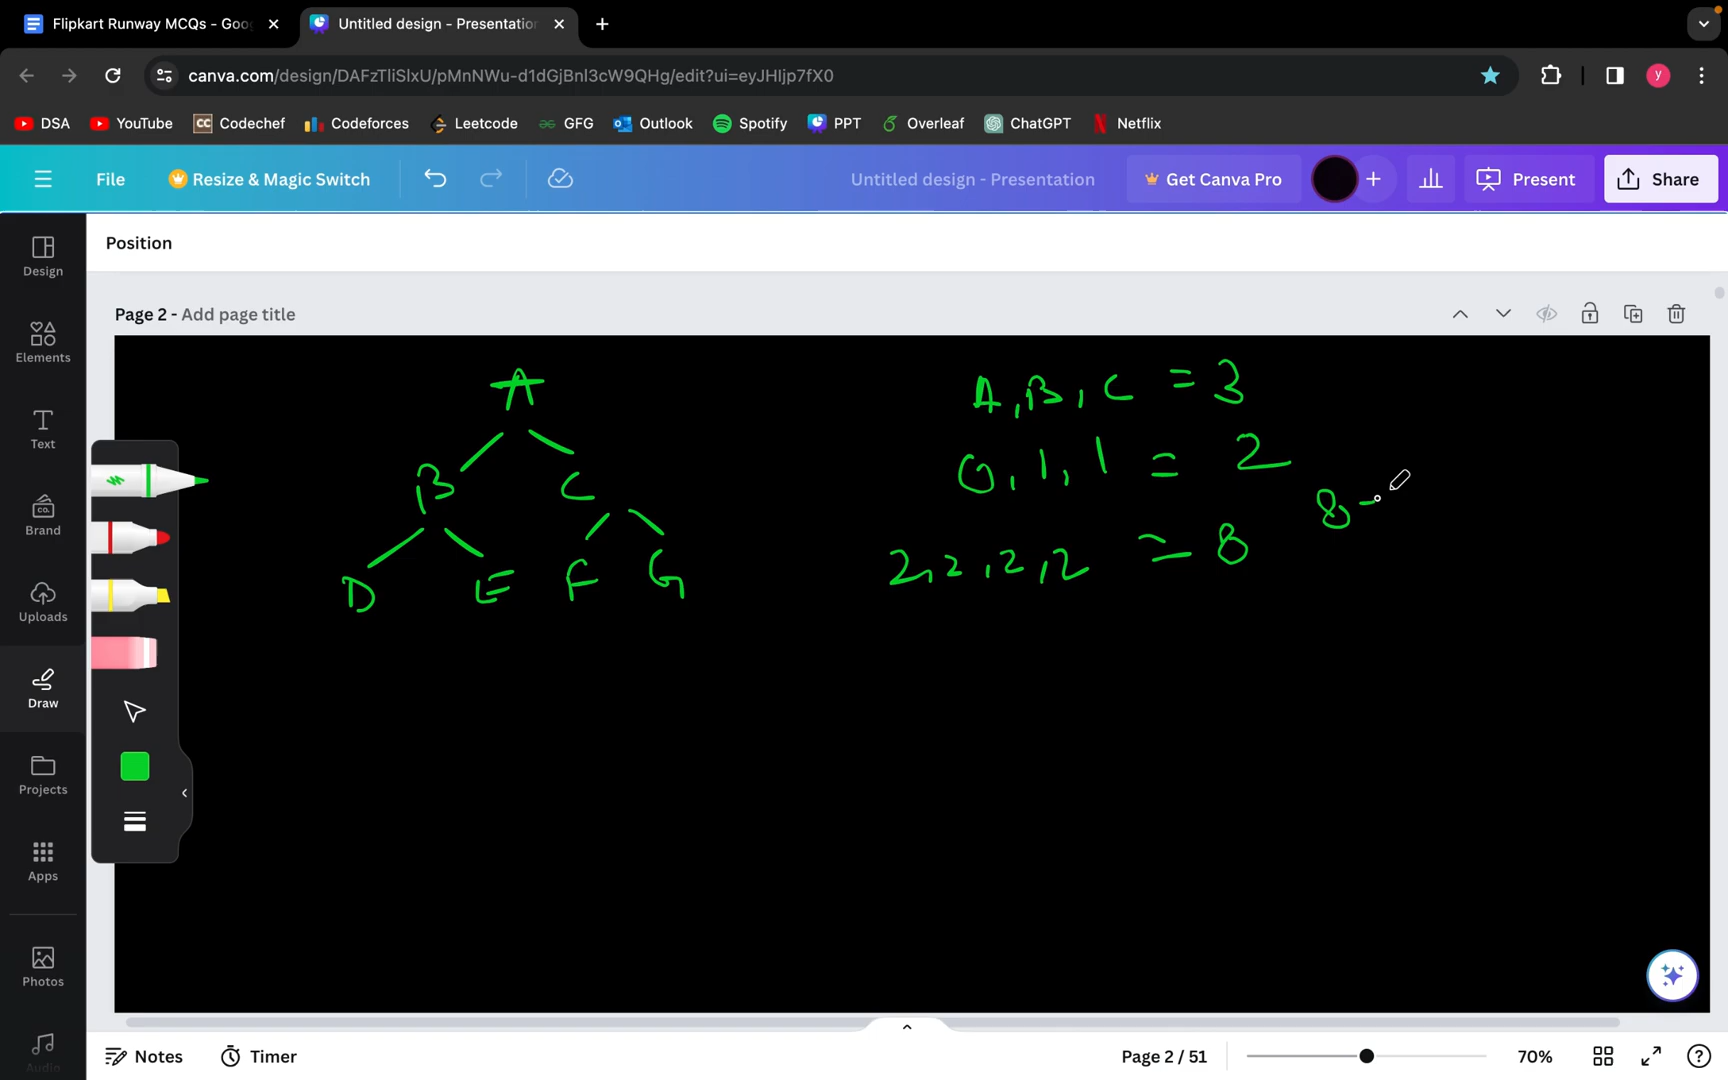 Flipkart Runway MCQs - Goo
Untitled design - Presentation
canva.com/design/DAFzTliSlxU/pMnNWu-d1dGjBnl3cW9QHg/edit?ui=eyJHIjp7fX0
y
DSA YouTube Codechef Codeforces Leetcode GFG Outlook Spotify PPT Overleaf ChatGPT Netflix
File Resize & Magic Switch Untitled design - Presentation Get Canva Pro Present Share
Position
Design
Elements
Text
Brand
Uploads
Draw
Projects
Apps
Photos
Audio
Page 2 - Add page title
A
B C
D E F G
A, B, C = 3
0, 1, 1 = 2
8 -
2, 2, 2, 2 = 8
Notes Timer Page 2 / 51 70%